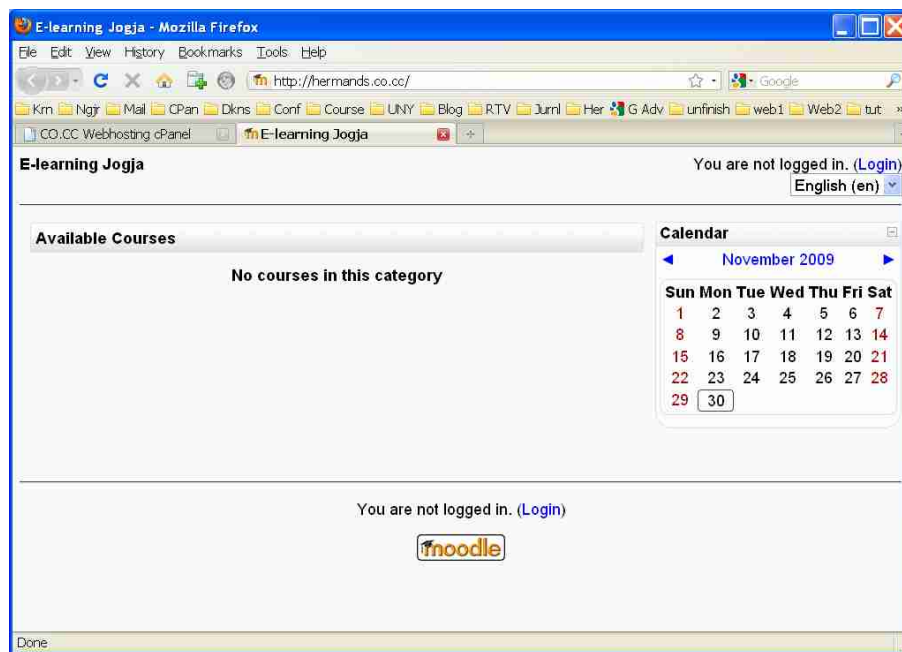 E-learning Jogja - Mozilla Firefox
File Edit View History Bookmarks Tools Help
http://hermands.co.cc/ Google
Krn Ngjr Mail CPan Dkns Conf Course UNY Blog RTV Jurnl Her G Adv unfinish web1 Web2 tut »
CO.CC Webhosting cPanel E-learning Jogja
E-learning Jogja You are not logged in. (Login)
English (en)
Available Courses
No courses in this category
Calendar
◄ November 2009 ►
Sun Mon Tue Wed Thu Fri Sat
1 2 3 4 5 6 7
8 9 10 11 12 13 14
15 16 17 18 19 20 21
22 23 24 25 26 27 28
29 30
You are not logged in. (Login)
moodle
Done